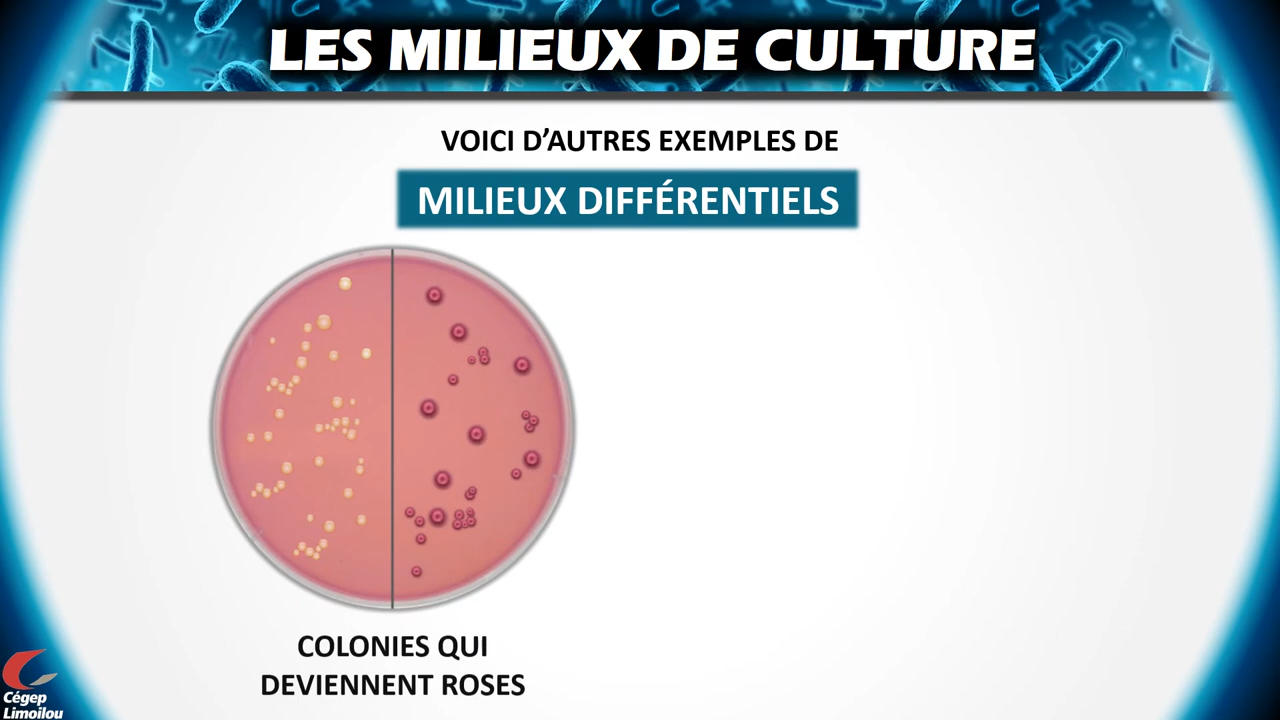 LES MILIEUX DE CULTURE
VOICI D'AUTRES EXEMPLES DE
MILIEUX DIFFÉRENTIELS
COLONIES QUI
DEVIENNENT ROSES
Cégep
Limoilou